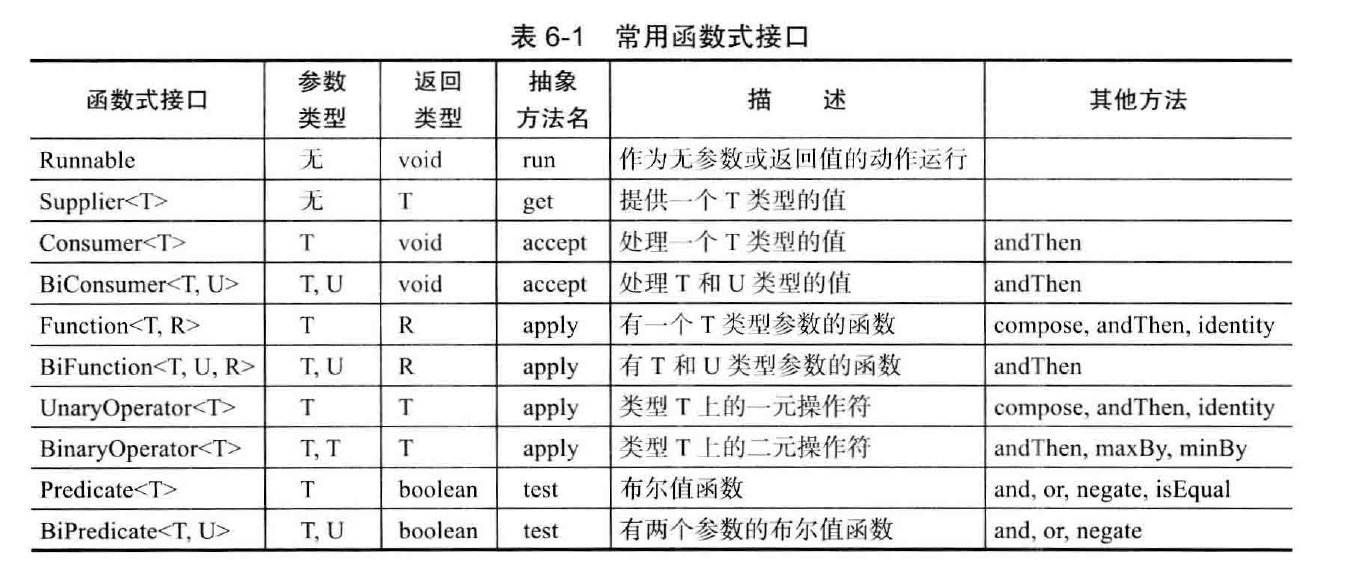 表 6-1 常用函数式接口
函数式接口 参数类型 返回类型 抽象方法名 描 述 其他方法
Runnable 无 void run 作为无参数或返回值的动作运行
Supplier<T> 无 T get 提供一个 T 类型的值
Consumer<T> T void accept 处理一个 T 类型的值 andThen
BiConsumer<T, U> T, U void accept 处理 T 和 U 类型的值 andThen
Function<T, R> T R apply 有一个 T 类型参数的函数 compose, andThen, identity
BiFunction<T, U, R> T, U R apply 有 T 和 U 类型参数的函数 andThen
UnaryOperator<T> T T apply 类型 T 上的一元操作符 compose, andThen, identity
BinaryOperator<T> T, T T apply 类型 T 上的二元操作符 andThen, maxBy, minBy
Predicate<T> T boolean test 布尔值函数 and, or, negate, isEqual
BiPredicate<T, U> T, U boolean test 有两个参数的布尔值函数 and, or, negate